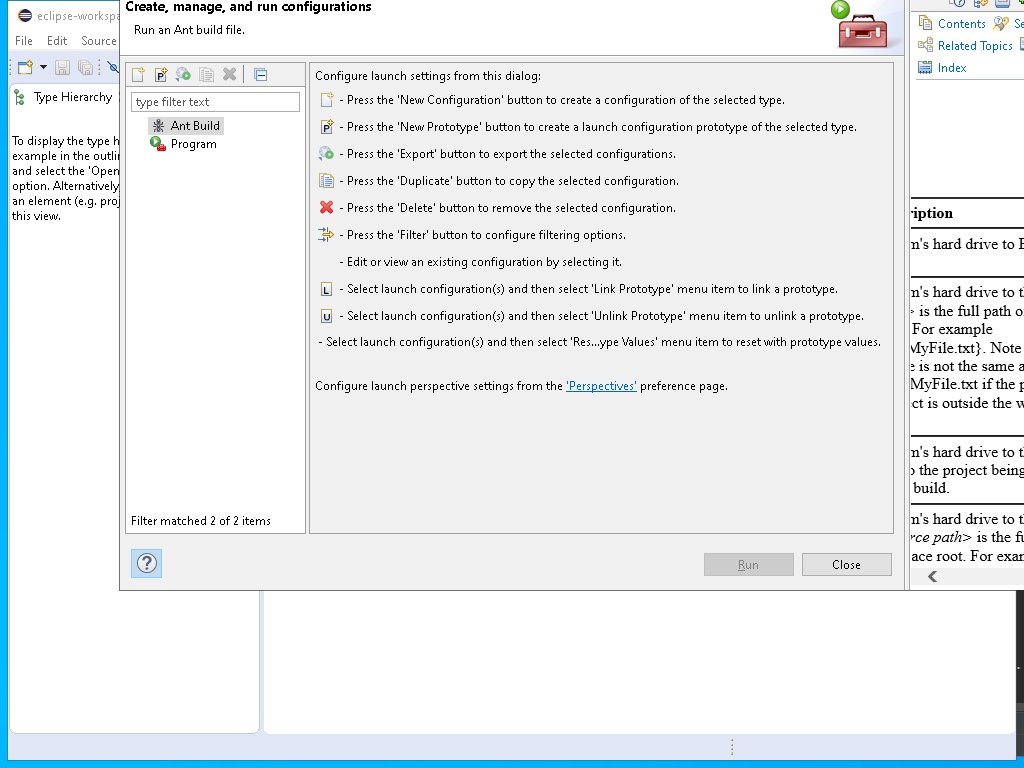 eclipse-workspa
File Edit Source
Type Hierarchy
To display the type h
example in the outlin
and select the 'Open
option. Alternatively
an element (e.g. proj
this view.
Create, manage, and run configurations
Run an Ant build file.
type filter text
Ant Build
Program
Filter matched 2 of 2 items
Configure launch settings from this dialog:
- Press the 'New Configuration' button to create a configuration of the selected type.
- Press the 'New Prototype' button to create a launch configuration prototype of the selected type.
- Press the 'Export' button to export the selected configurations.
- Press the 'Duplicate' button to copy the selected configuration.
- Press the 'Delete' button to remove the selected configuration.
- Press the 'Filter' button to configure filtering options.
- Edit or view an existing configuration by selecting it.
- Select launch configuration(s) and then select 'Link Prototype' menu item to link a prototype.
- Select launch configuration(s) and then select 'Unlink Prototype' menu item to unlink a prototype.
- Select launch configuration(s) and then select 'Res...ype Values' menu item to reset with prototype values.
Configure launch perspective settings from the 'Perspectives' preference page.
Run Close
Contents Se
Related Topics
Index
ription
m's hard drive to E
m's hard drive to th
> is the full path o
For example
MyFile.txt}. Note
e is not the same a
MyFile.txt if the p
ct is outside the w
m's hard drive to th
o the project being
build.
m's hard drive to th
rce path> is the fu
ace root. For exam